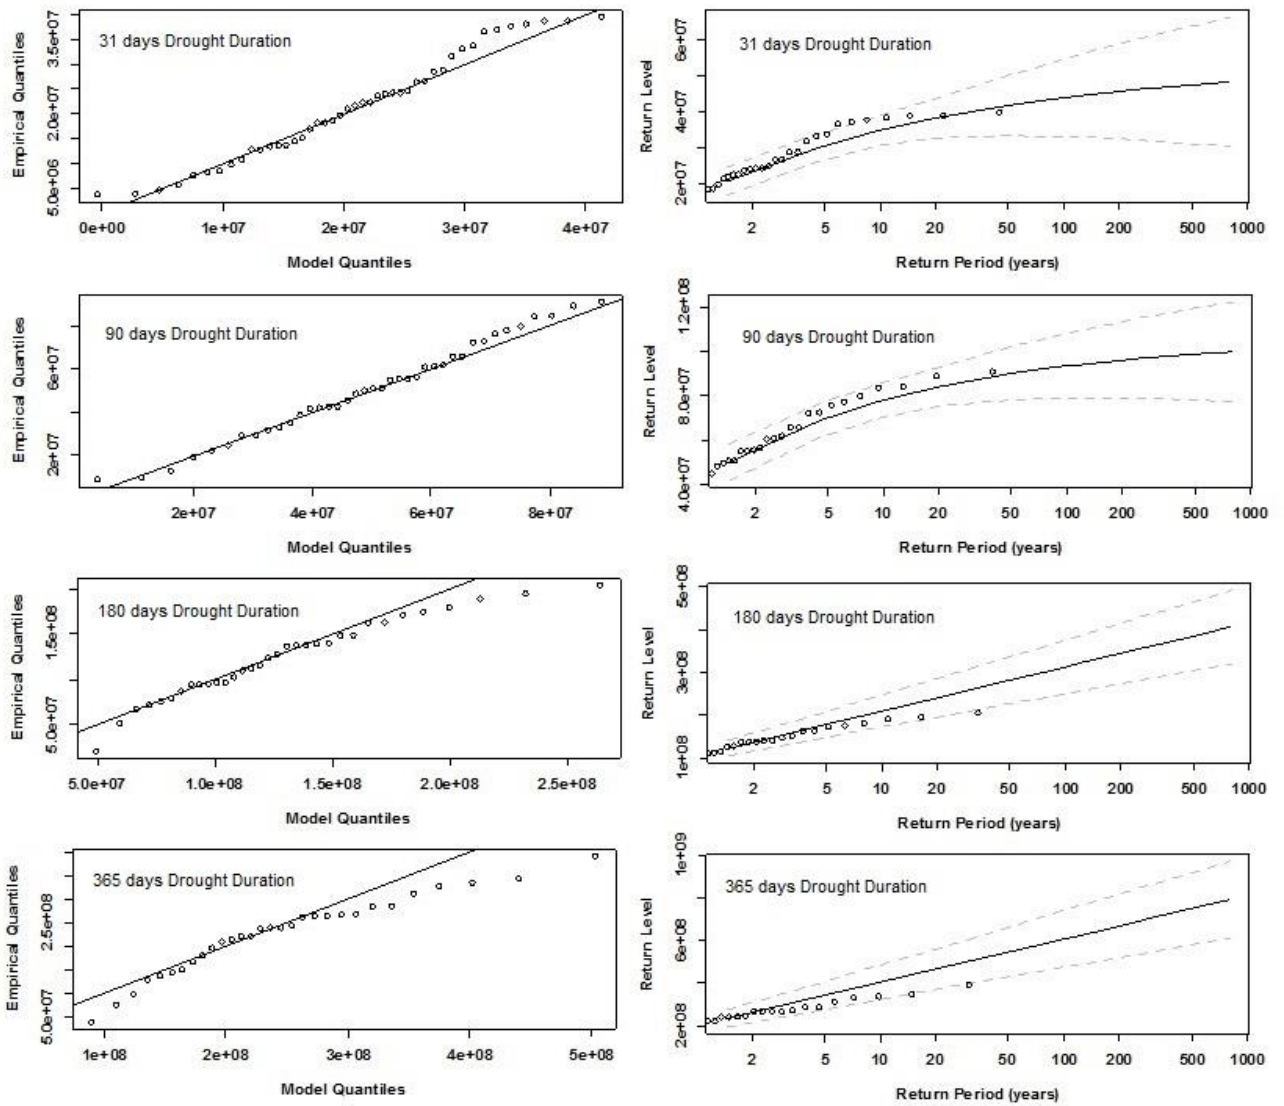 31 days Drought Duration
Empirical Quantiles
5.0e+06 2.0e+07 3.5e+07
0e+00 1e+07 2e+07 3e+07 4e+07
Model Quantiles
31 days Drought Duration
Return Level
2e+07 4e+07 6e+07
2 5 10 20 50 100 200 500 1000
Return Period (years)
90 days Drought Duration
Empirical Quantiles
2e+07 6e+07
2e+07 4e+07 6e+07 8e+07
Model Quantiles
90 days Drought Duration
Return Level
4.0e+07 8.0e+07 1.2e+08
2 5 10 20 50 100 200 500 1000
Return Period (years)
180 days Drought Duration
Empirical Quantiles
5.0e+07 1.5e+08
5.0e+07 1.0e+08 1.5e+08 2.0e+08 2.5e+08
Model Quantiles
180 days Drought Duration
Return Level
1e+08 3e+08 5e+08
2 5 10 20 50 100 200 500 1000
Return Period (years)
365 days Drought Duration
Empirical Quantiles
5.0e+07 2.5e+08
1e+08 2e+08 3e+08 4e+08 5e+08
Model Quantiles
365 days Drought Duration
Return Level
2e+08 6e+08 1e+09
2 5 10 20 50 100 200 500 1000
Return Period (years)